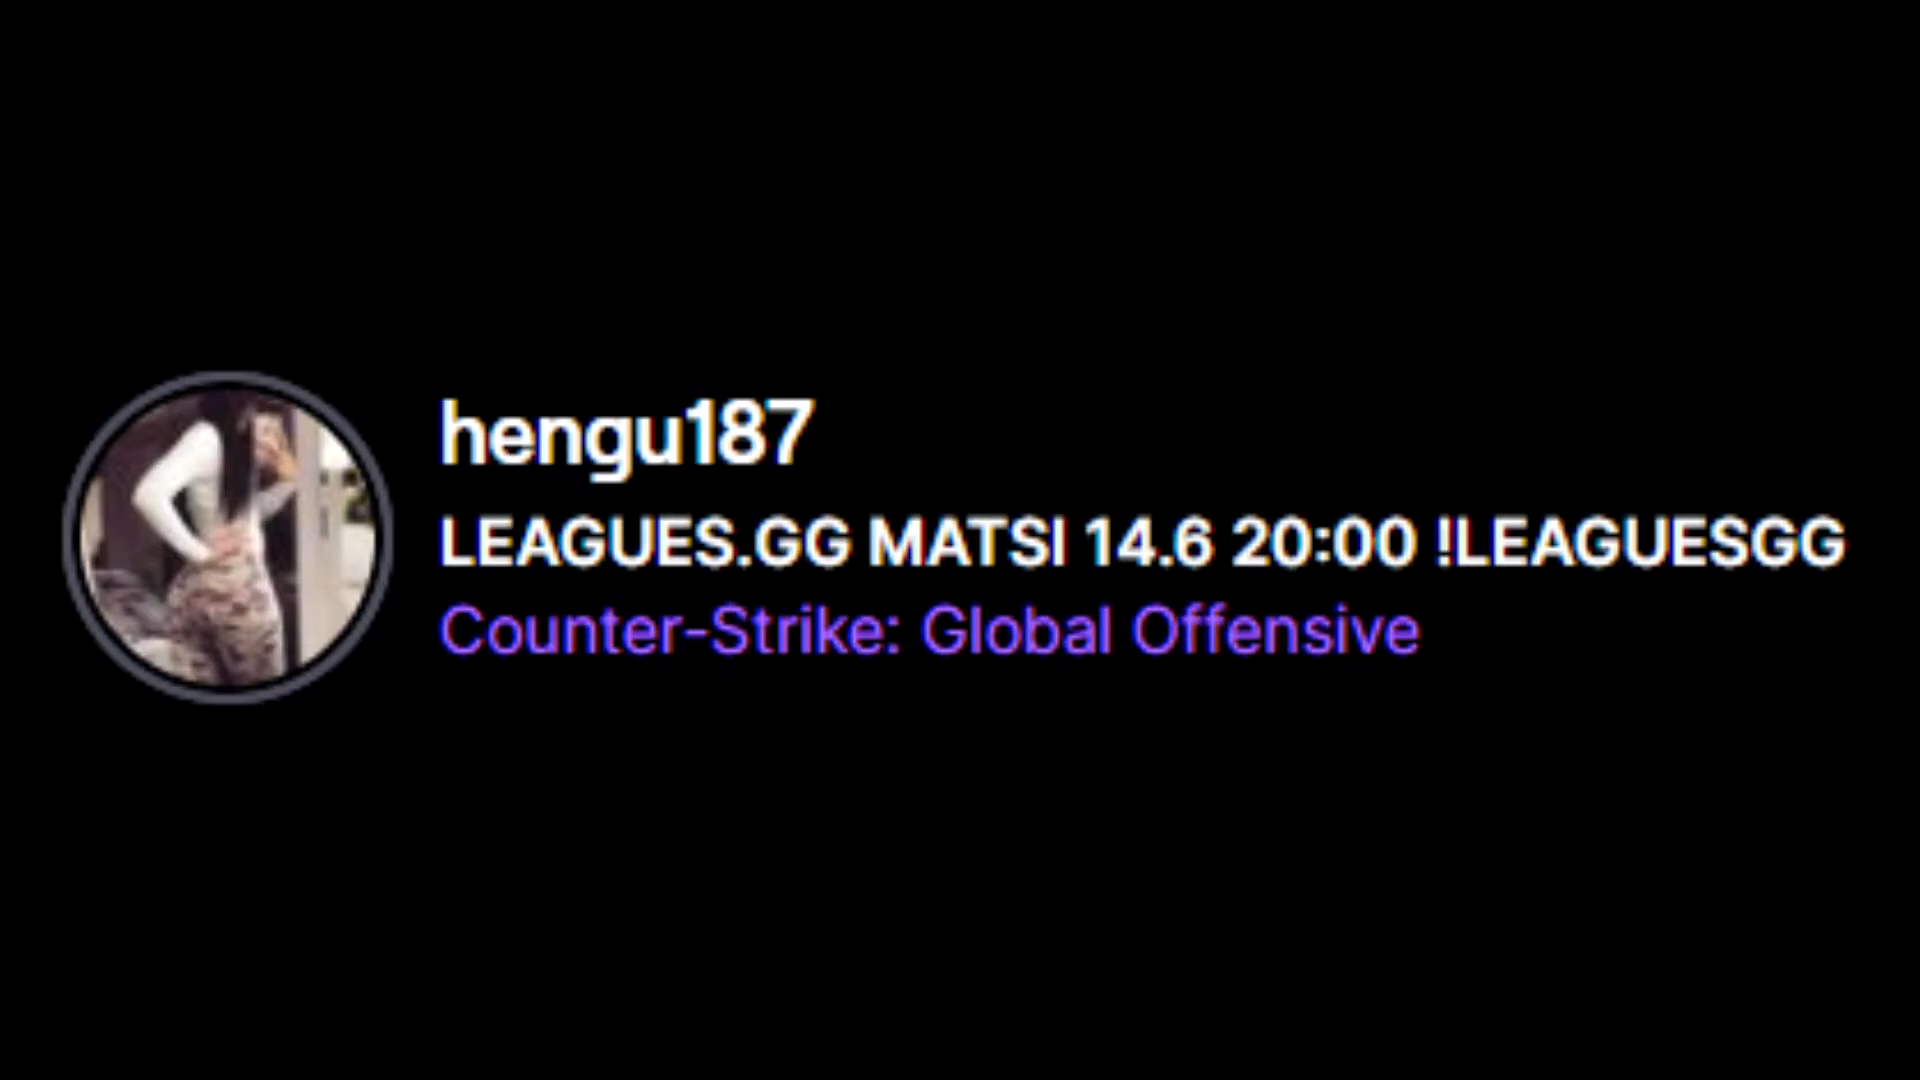 hengu187
LEAGUES.GG MATSI 14.6 20:00 !LEAGUESGG
Counter-Strike: Global Offensive